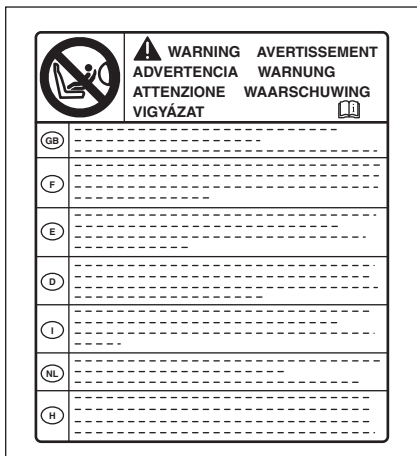 WARNING AVERTISSEMENT
ADVERTENCIA WARNUNG
ATTENZIONE WAARSCHUWING
VIGYÁZAT
GB
F
E
D
I
NL
H